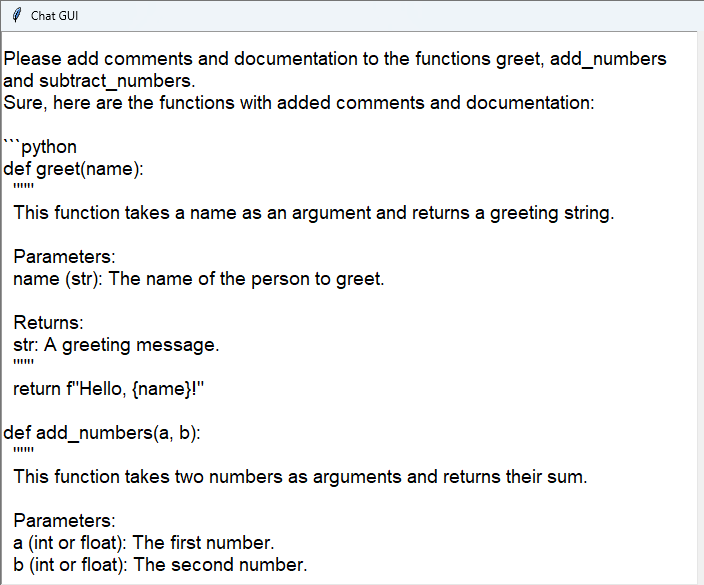 Chat GUI
Please add comments and documentation to the functions greet, add_numbers
and subtract_numbers.
Sure, here are the functions with added comments and documentation:
```python
def greet(name):
"""
This function takes a name as an argument and returns a greeting string.
Parameters:
name (str): The name of the person to greet.
Returns:
str: A greeting message.
"""
return f"Hello, {name}!"
def add_numbers(a, b):
"""
This function takes two numbers as arguments and returns their sum.
Parameters:
a (int or float): The first number.
b (int or float): The second number.